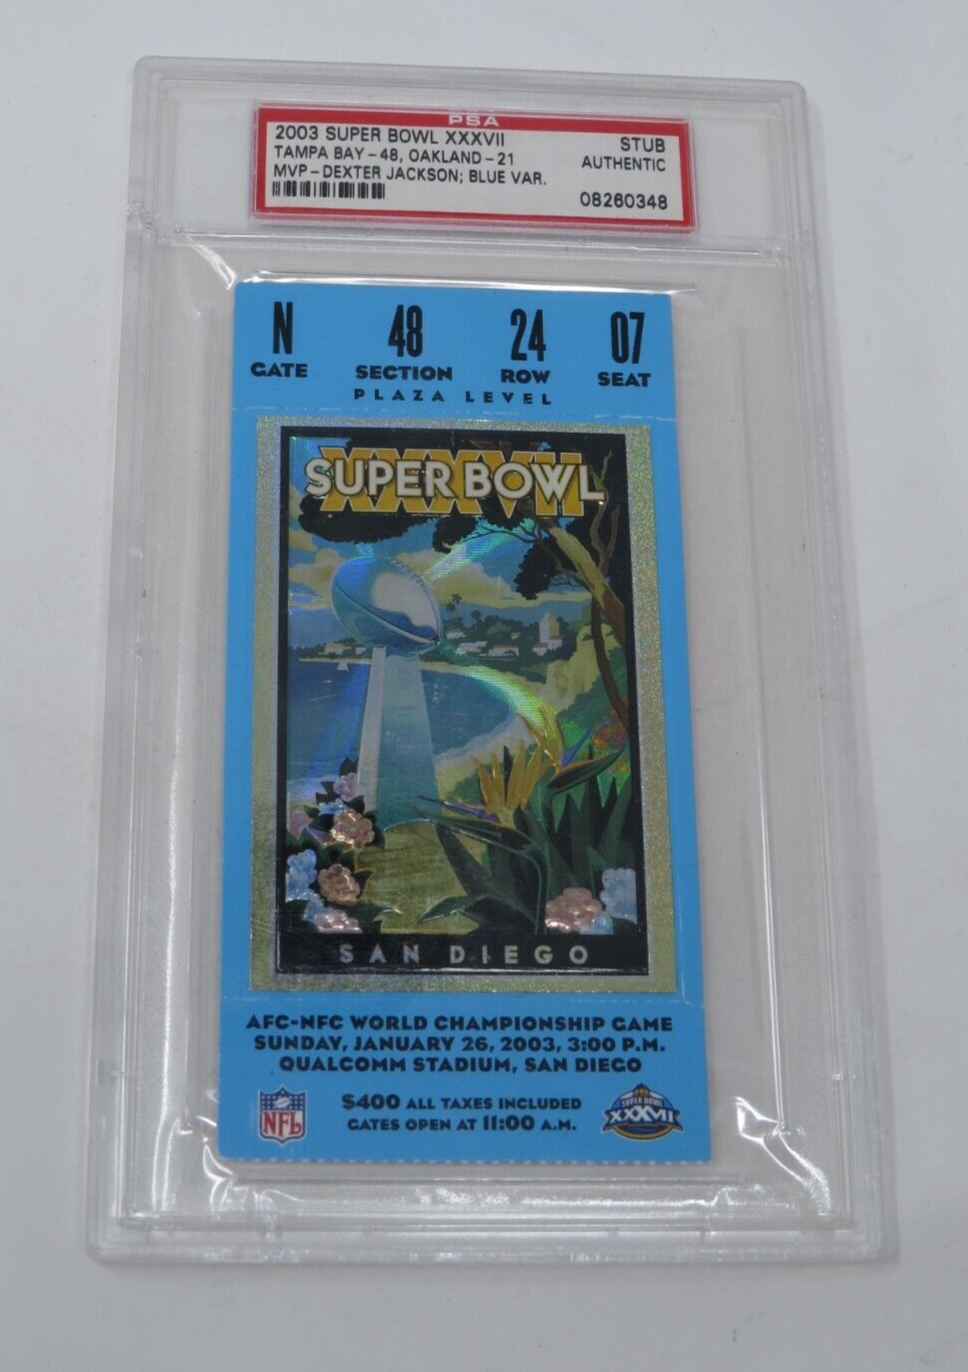 PSA
2003 SUPER BOWL XXXVII STUB
TAMPA BAY-48, OAKLAND-21 AUTHENTIC
MVP-DEXTER JACKSON; BLUE VAR.
08260348
N 48 24 07
GATE SECTION ROW SEAT
PLAZA LEVEL
XXXVII
SUPER BOWL
SAN DIEGO
AFC-NFC WORLD CHAMPIONSHIP GAME
SUNDAY, JANUARY 26, 2003, 3:00 P.M.
QUALCOMM STADIUM, SAN DIEGO
$400 ALL TAXES INCLUDED
GATES OPEN AT 11:00 A.M.
NFL
SUPER BOWL
XXXVII